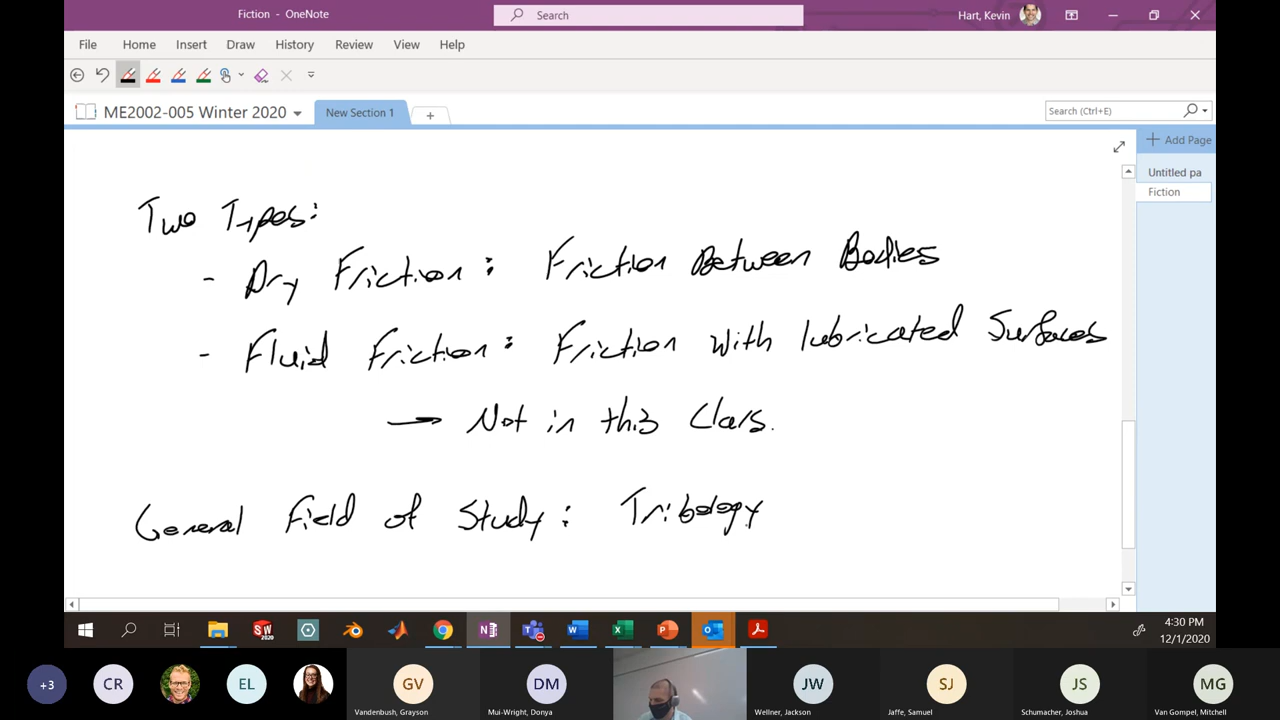 Fiction - OneNote
Search
Hart, Kevin
File Home Insert Draw History Review View Help
ME2002-005 Winter 2020
New Section 1
+
Search (Ctrl+E)
Add Page
Untitled pa
Fiction
Two Types:
- Dry Friction: Friction Between Bodies
- Fluid Friction: Friction with lubricated Surfaces
→ Not in this Class.
General Field of Study: Tribology
SW 2020
4:30 PM
12/1/2020
+3 CR EL GV DM JW SJ JS MG
Vandenbush, Grayson Mui-Wright, Donya Wellner, Jackson Jaffe, Samuel Schumacher, Joshua Van Gompel, Mitchell